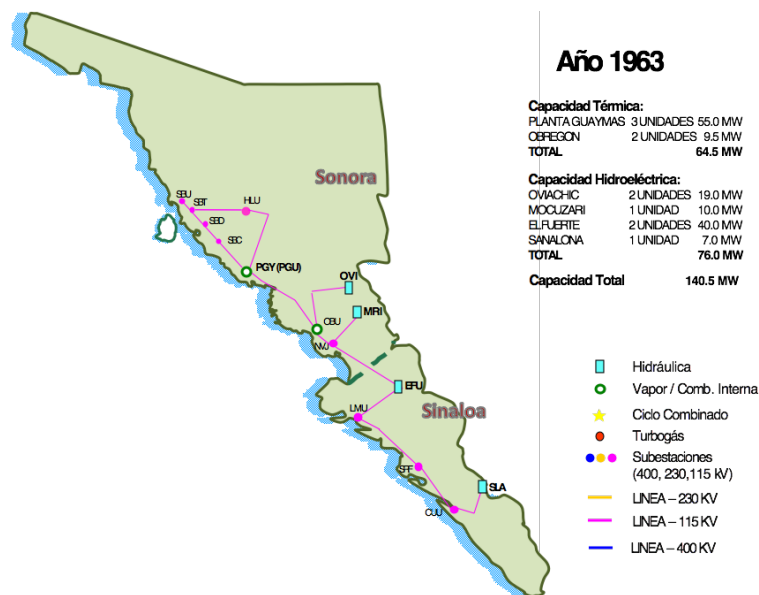 Año 1963
Capacidad Térmica:
PLANTA GUAYMAS 3 UNIDADES 55.0 MW
OBREGON 2 UNIDADES 9.5 MW
TOTAL 64.5 MW
Capacidad Hidroeléctrica:
OVIACHIC 2 UNIDADES 19.0 MW
MOCUZARI 1 UNIDAD 10.0 MW
EL FUERTE 2 UNIDADES 40.0 MW
SANALONA 1 UNIDAD 7.0 MW
TOTAL 76.0 MW
Capacidad Total 140.5 MW
Sonora
SBU
SBT
HLU
SBD
SBC
PGY (PGU)
OVI
MRI
OBU
NVJ
EFU
LMU
Sinaloa
SPF
SLA
CUU
Hidráulica
Vapor / Comb. Interna
Ciclo Combinado
Turbogás
Subestaciones
(400, 230,115 kV)
LINEA – 230 KV
LINEA – 115 KV
LINEA – 400 KV